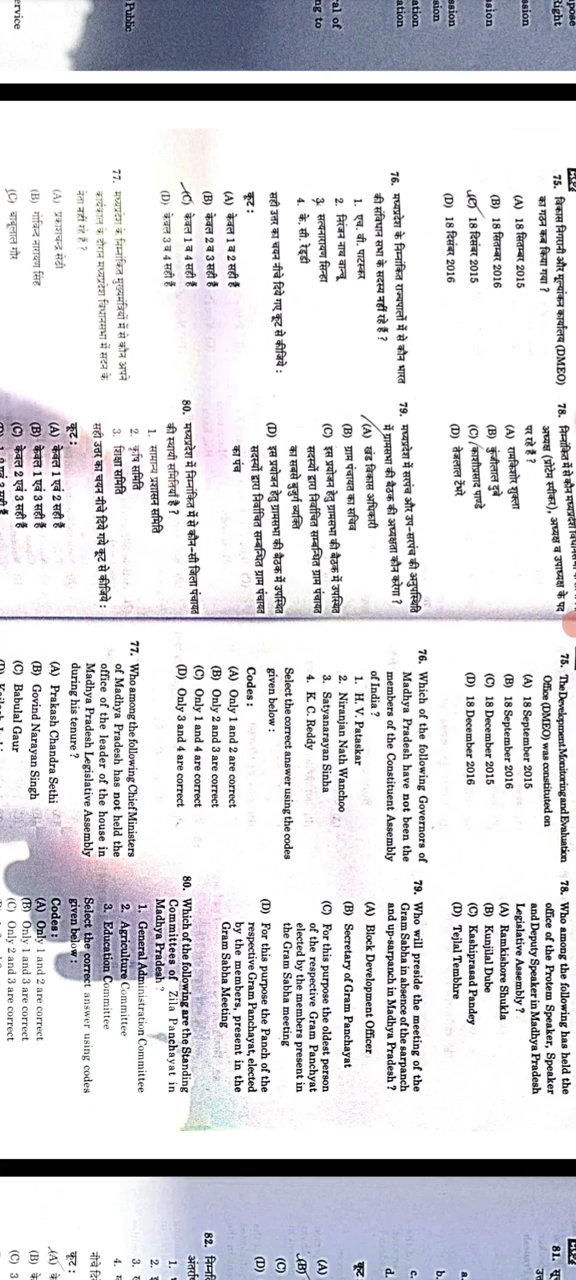 75. विकास निगरानी और मूल्यांकन कार्यालय (DMEO)
का गठन कब किया गया ?
(A) 18 सितम्बर 2015
(B) 18 सितम्बर 2016
(C) 18 दिसंबर 2015
(D) 18 दिसंबर 2016
76. मध्यप्रदेश के निम्नांकित राज्यपालों में से कौन भारत
की संविधान सभा के सदस्य नहीं रहे हैं ?
1. एच. वी. पाटस्कर
2. निरंजन नाथ वान्चू
3. सत्यनारायण सिन्हा
4. के. सी. रेड्डी
सही उत्तर का चयन नीचे दिये गए कूट से कीजिये :
कूट :
(A) केवल 1 व 2 सही हैं
(B) केवल 2 व 3 सही हैं
(C) केवल 1 व 4 सही हैं
(D) केवल 3 व 4 सही हैं
77. मध्यप्रदेश के निम्नांकित मुख्यमंत्रियों में से कौन अपने
कार्यकाल के दौरान मध्यप्रदेश विधानसभा में सदन के
नेता नहीं रहे हैं ?
(A) प्रकाशचन्द्र सेठी
(B) गोविन्द नारायण सिंह
(C) बाबूलाल गौर
78. निम्नांकित में से कौन मध्यप्रदेश विधानसभा के
अध्यक्ष (प्रोटेम स्पीकर), अध्यक्ष व उपाध्यक्ष के पद
पर रहे हैं ?
(A) रामकिशोर शुक्ला
(B) कुंजीलाल दुबे
(C) काशीप्रसाद पाण्डे
(D) तेजलाल टेंभरे
79. मध्यप्रदेश में सरपंच और उप-सरपंच की अनुपस्थिति
में ग्रामसभा की बैठक की अध्यक्षता कौन करेगा ?
(A) खंड विकास अधिकारी
(B) ग्राम पंचायत का सचिव
(C) इस प्रयोजन हेतु ग्रामसभा की बैठक में उपस्थित
सदस्यों द्वारा निर्वाचित सम्बन्धित ग्राम पंचायत
का सबसे बुजुर्ग व्यक्ति
(D) इस प्रयोजन हेतु ग्रामसभा की बैठक में उपस्थित
सदस्यों द्वारा निर्वाचित सम्बन्धित ग्राम पंचायत
का पंच
80. मध्यप्रदेश में निम्नांकित में से कौन-सी जिला पंचायत
की स्थायी समितियाँ है ?
1. सामान्य प्रशासन समिति
2. कृषि समिति
3. शिक्षा समिति
सही उत्तर का चयन नीचे दिये गये कूट से कीजिये :
कूट :
(A) केवल 1 एवं 2 सही हैं
(B) केवल 1 एवं 3 सही हैं
(C) केवल 2 एवं 3 सही हैं
75. The Development Monitoring and Evaluation
Office (DMEO) was constituted on
(A) 18 September 2015
(B) 18 September 2016
(C) 18 December 2015
(D) 18 December 2016
76. Which of the following Governors of
Madhya Pradesh have not been the
members of the Constituent Assembly
of India ?
1. H. V. Pataskar
2. Niranjan Nath Wanchoo
3. Satyanarayan Sinha
4. K. C. Reddy
Select the correct answer using the codes
given below :
Codes :
(A) Only 1 and 2 are correct
(B) Only 2 and 3 are correct
(C) Only 1 and 4 are correct
(D) Only 3 and 4 are correct
77. Who among the following Chief Ministers
of Madhya Pradesh has not held the
office of the leader of the house in
Madhya Pradesh Legislative Assembly
during his tenure ?
(A) Prakash Chandra Sethi
(B) Govind Narayan Singh
(C) Babulal Gaur
78. Who among the following has held the
office of the Protem Speaker, Speaker
and Deputy Speaker in Madhya Pradesh
Legislative Assembly ?
(A) Ramkishore Shukla
(B) Kunjilal Dube
(C) Kashiprasad Pandey
(D) Tejlal Tembhre
79. Who will preside the meeting of the
Gram Sabha in absence of the sarpanch
and up-sarpanch in Madhya Pradesh ?
(A) Block Development Officer
(B) Secretary of Gram Panchayat
(C) For this purpose the oldest person
of the respective Gram Panchyat
elected by the members present in
the Gram Sabha meeting
(D) For this purpose the Panch of the
respective Gram Panchayat, elected
by the members, present in the
Gram Sabha Meeting
80. Which of the following are the Standing
Committees of Zila Panchayat in
Madhya Pradesh ?
1. General Administration Committee
2. Agriculture Committee
3. Education Committee
Select the correct answer using codes
given below :
Codes :
(A) Only 1 and 2 are correct
(B) Only 1 and 3 are correct
(C) Only 2 and 3 are correct
81.
a.
b.
c.
d.
कूट
(A)
(B)
(C)
(D)
82.
1.
2.
3.
4.
कूट :
(A)
(B)
(C)
Public